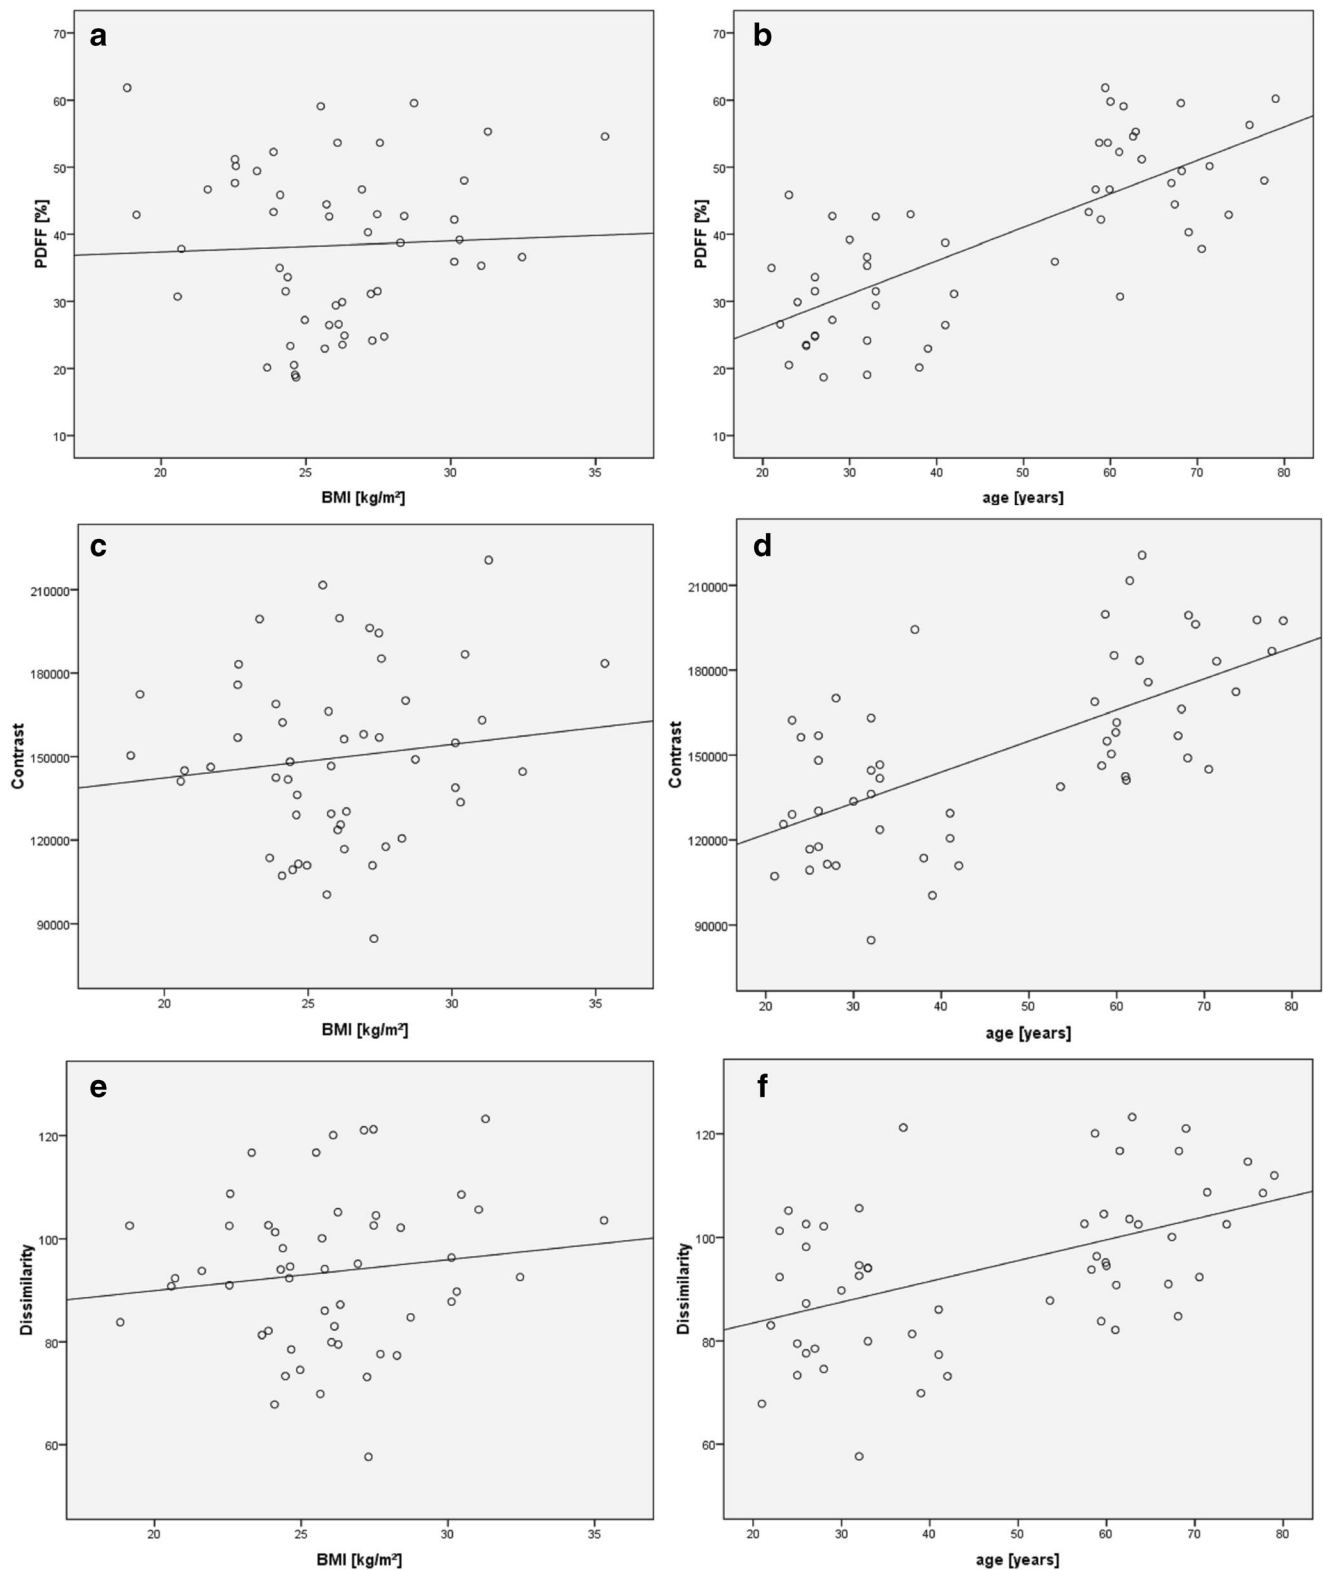 a
70
60
50
40
30
20
10
PDFF [%]
20 25 30 35
BMI [kg/m²]
b
70
60
50
40
30
20
10
PDFF [%]
20 30 40 50 60 70 80
age [years]
c
210000
180000
150000
120000
90000
Contrast
20 25 30 35
BMI [kg/m²]
d
210000
180000
150000
120000
90000
Contrast
20 30 40 50 60 70 80
age [years]
e
120
100
80
60
Dissimilarity
20 25 30 35
BMI [kg/m²]
f
120
100
80
60
Dissimilarity
20 30 40 50 60 70 80
age [years]